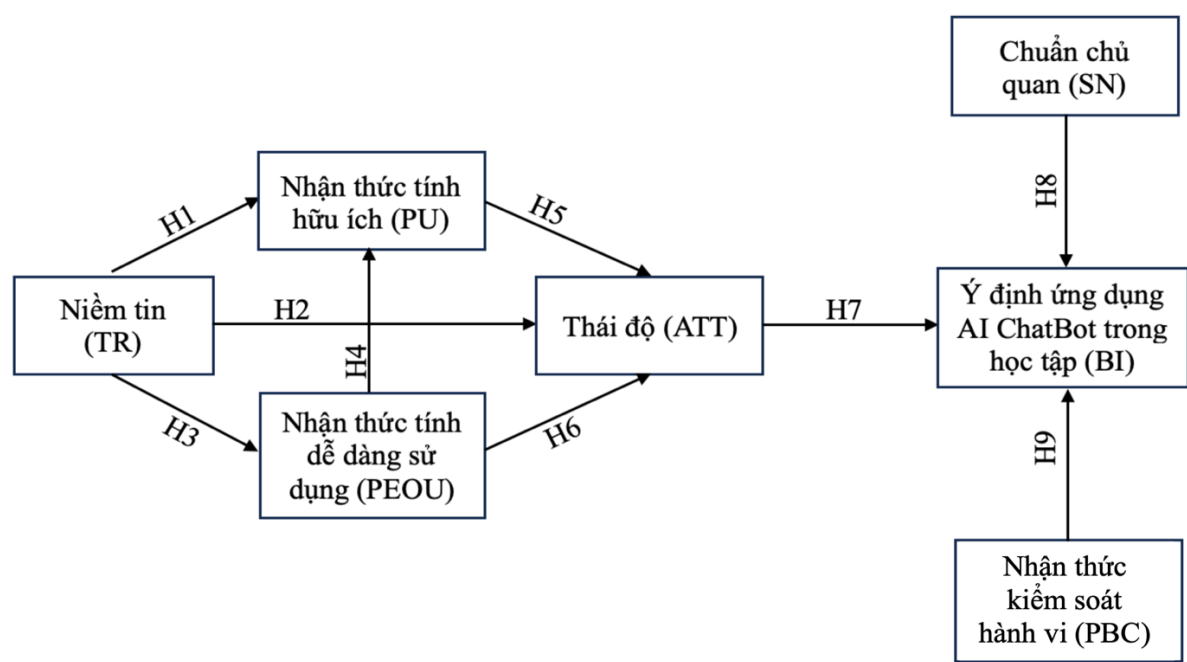 Chuẩn chủ
quan (SN)
H8
Nhận thức tính
hữu ích (PU)
H1
H5
Niềm tin
(TR)
H2
H4
Thái độ (ATT)
H7
Ý định ứng dụng
AI ChatBot trong
học tập (BI)
H3
Nhận thức tính
dễ dàng sử
dụng (PEOU)
H6
H9
Nhận thức
kiểm soát
hành vi (PBC)